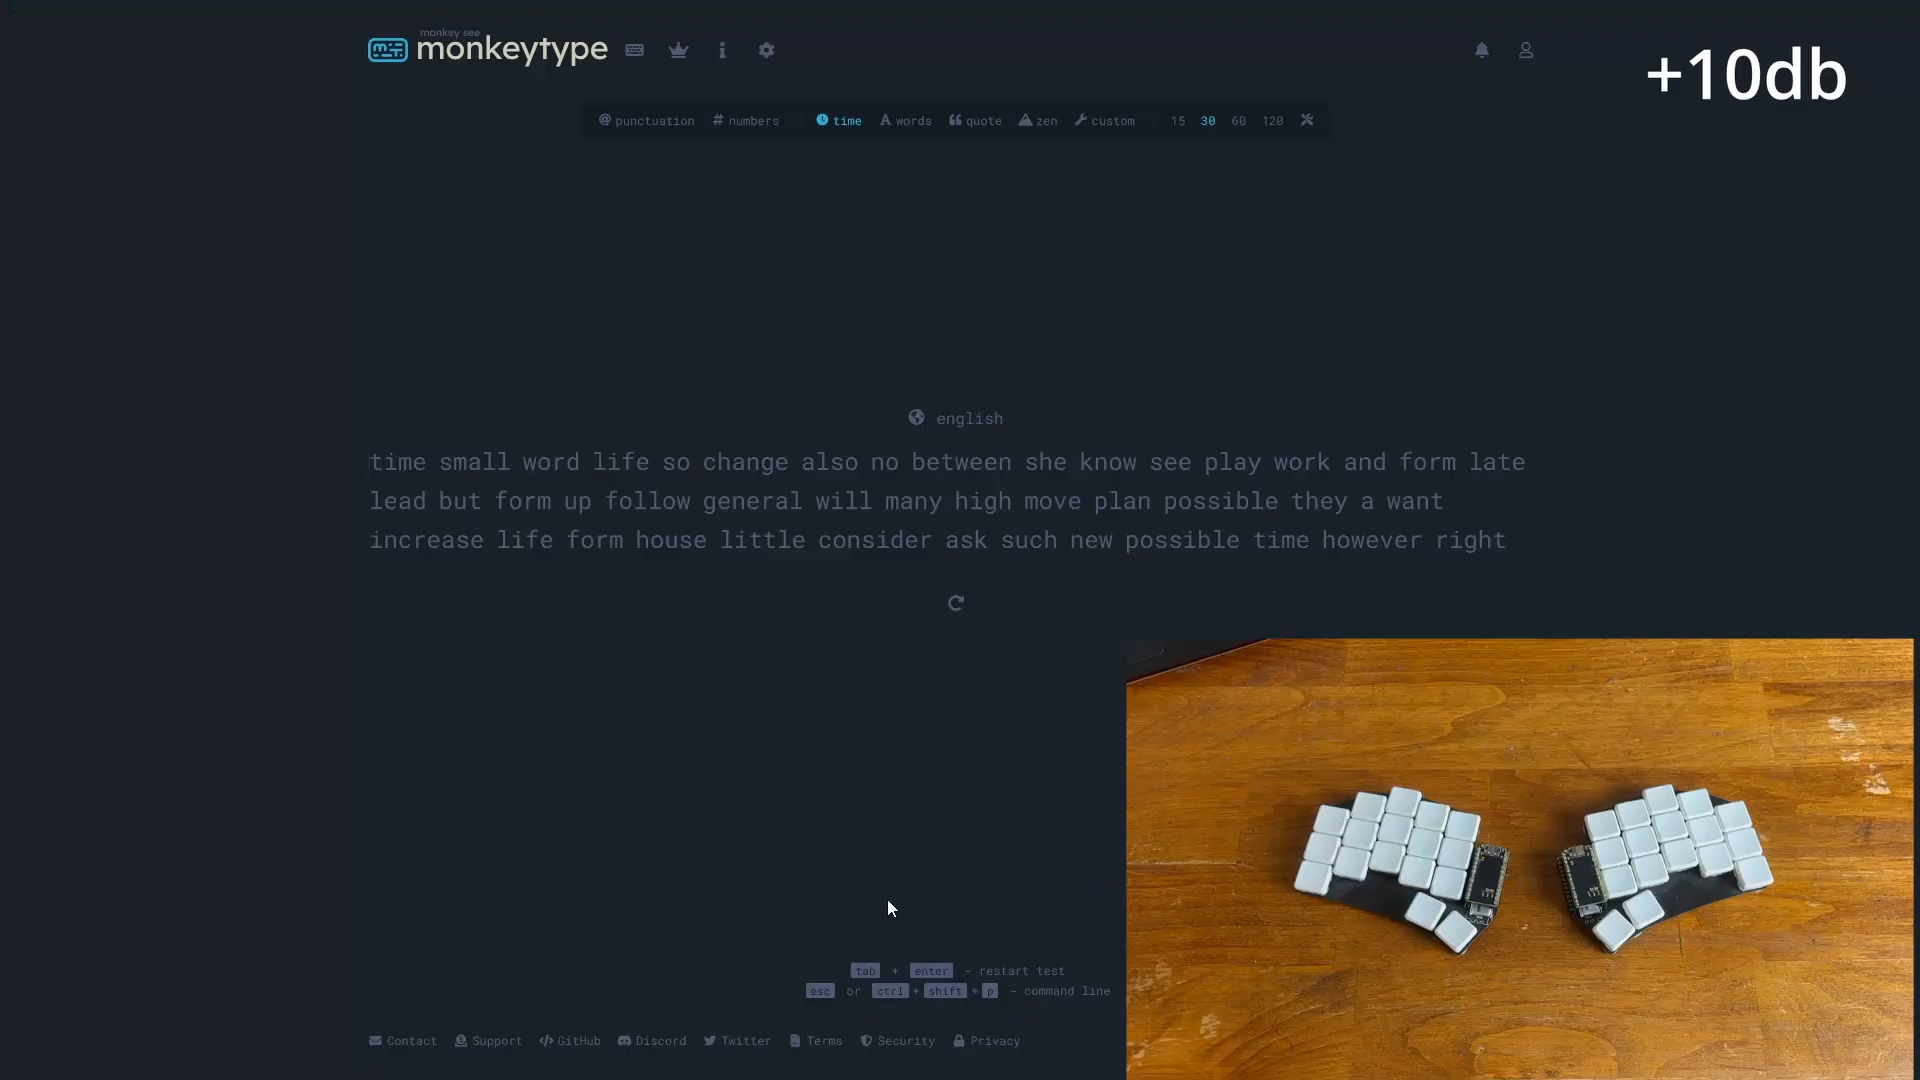 monkey see
monkeytype
+10db
@ punctuation # numbers time A words quote zen custom 15 30 60 120
english
time small word life so change also no between she know see play work and form late
lead but form up follow general will many high move plan possible they a want
increase life form house little consider ask such new possible time however right
tab + enter - restart test
esc or ctrl + shift + p - command line
Contact Support GitHub Discord Twitter Terms Security Privacy